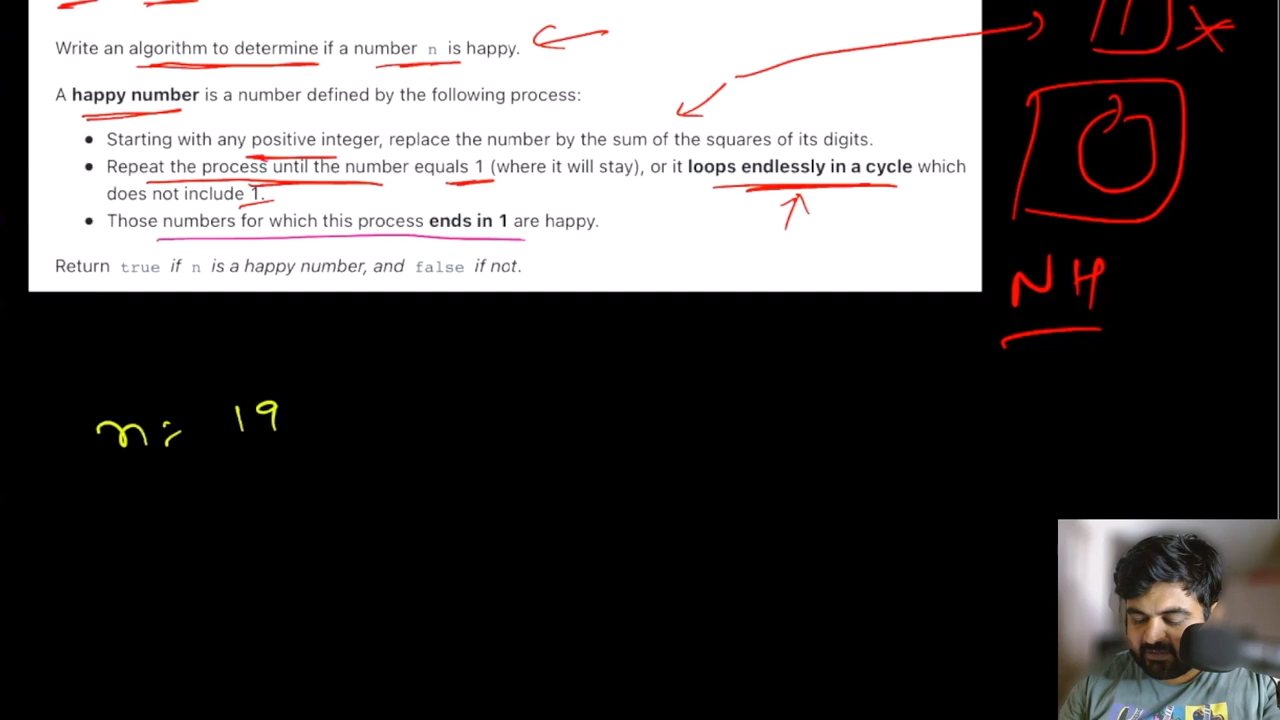 Write an algorithm to determine if a number n is happy.
A happy number is a number defined by the following process:
• Starting with any positive integer, replace the number by the sum of the squares of its digits.
• Repeat the process until the number equals 1 (where it will stay), or it loops endlessly in a cycle which
does not include 1.
• Those numbers for which this process ends in 1 are happy.
Return true if n is a happy number, and false if not.
NH
n = 19